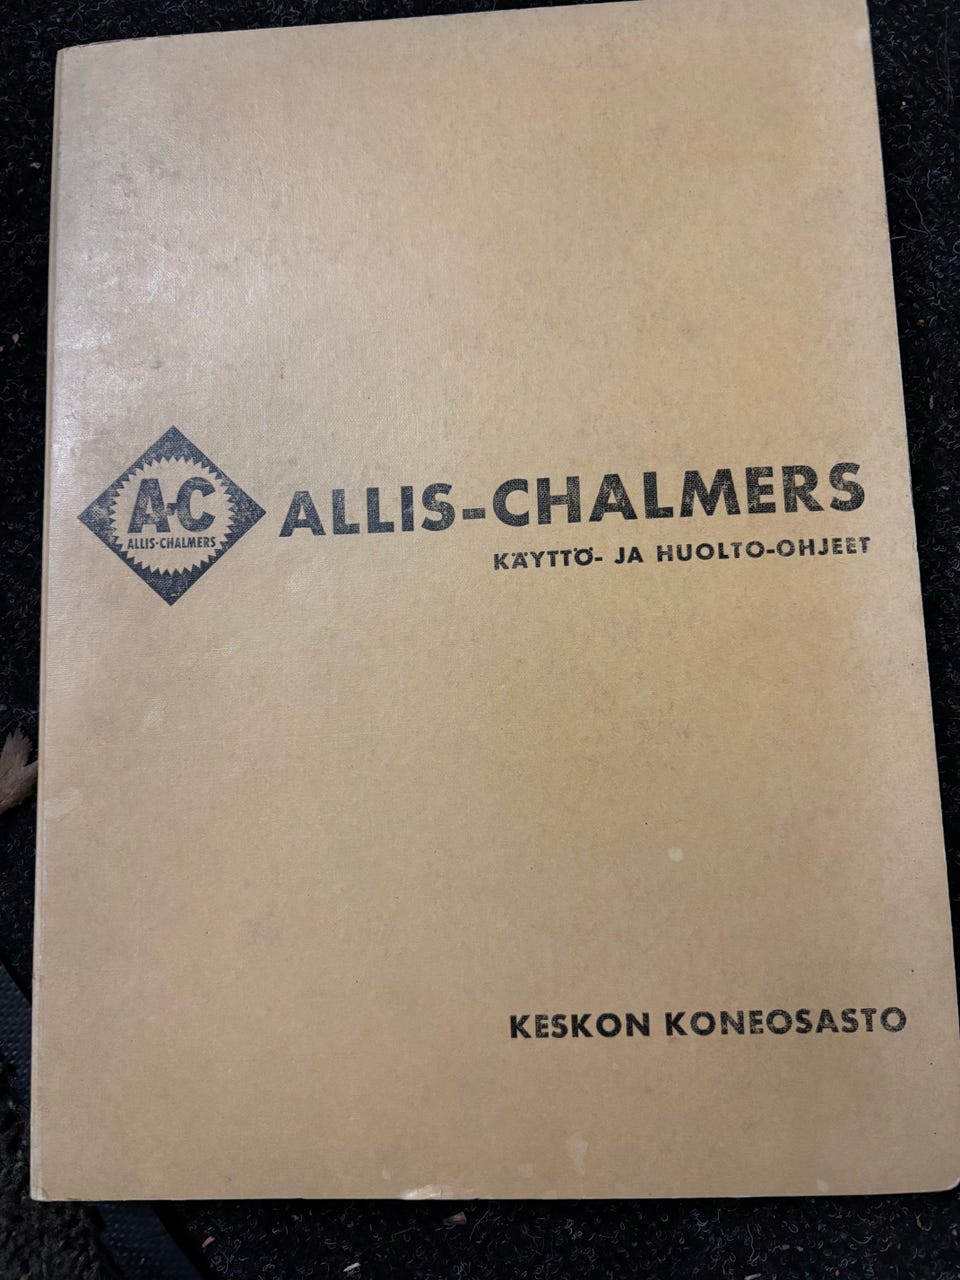 A-C
ALLIS-CHALMERS
ALLIS-CHALMERS
KÄYTTÖ- JA HUOLTO-OHJEET
KESKON KONEOSASTO